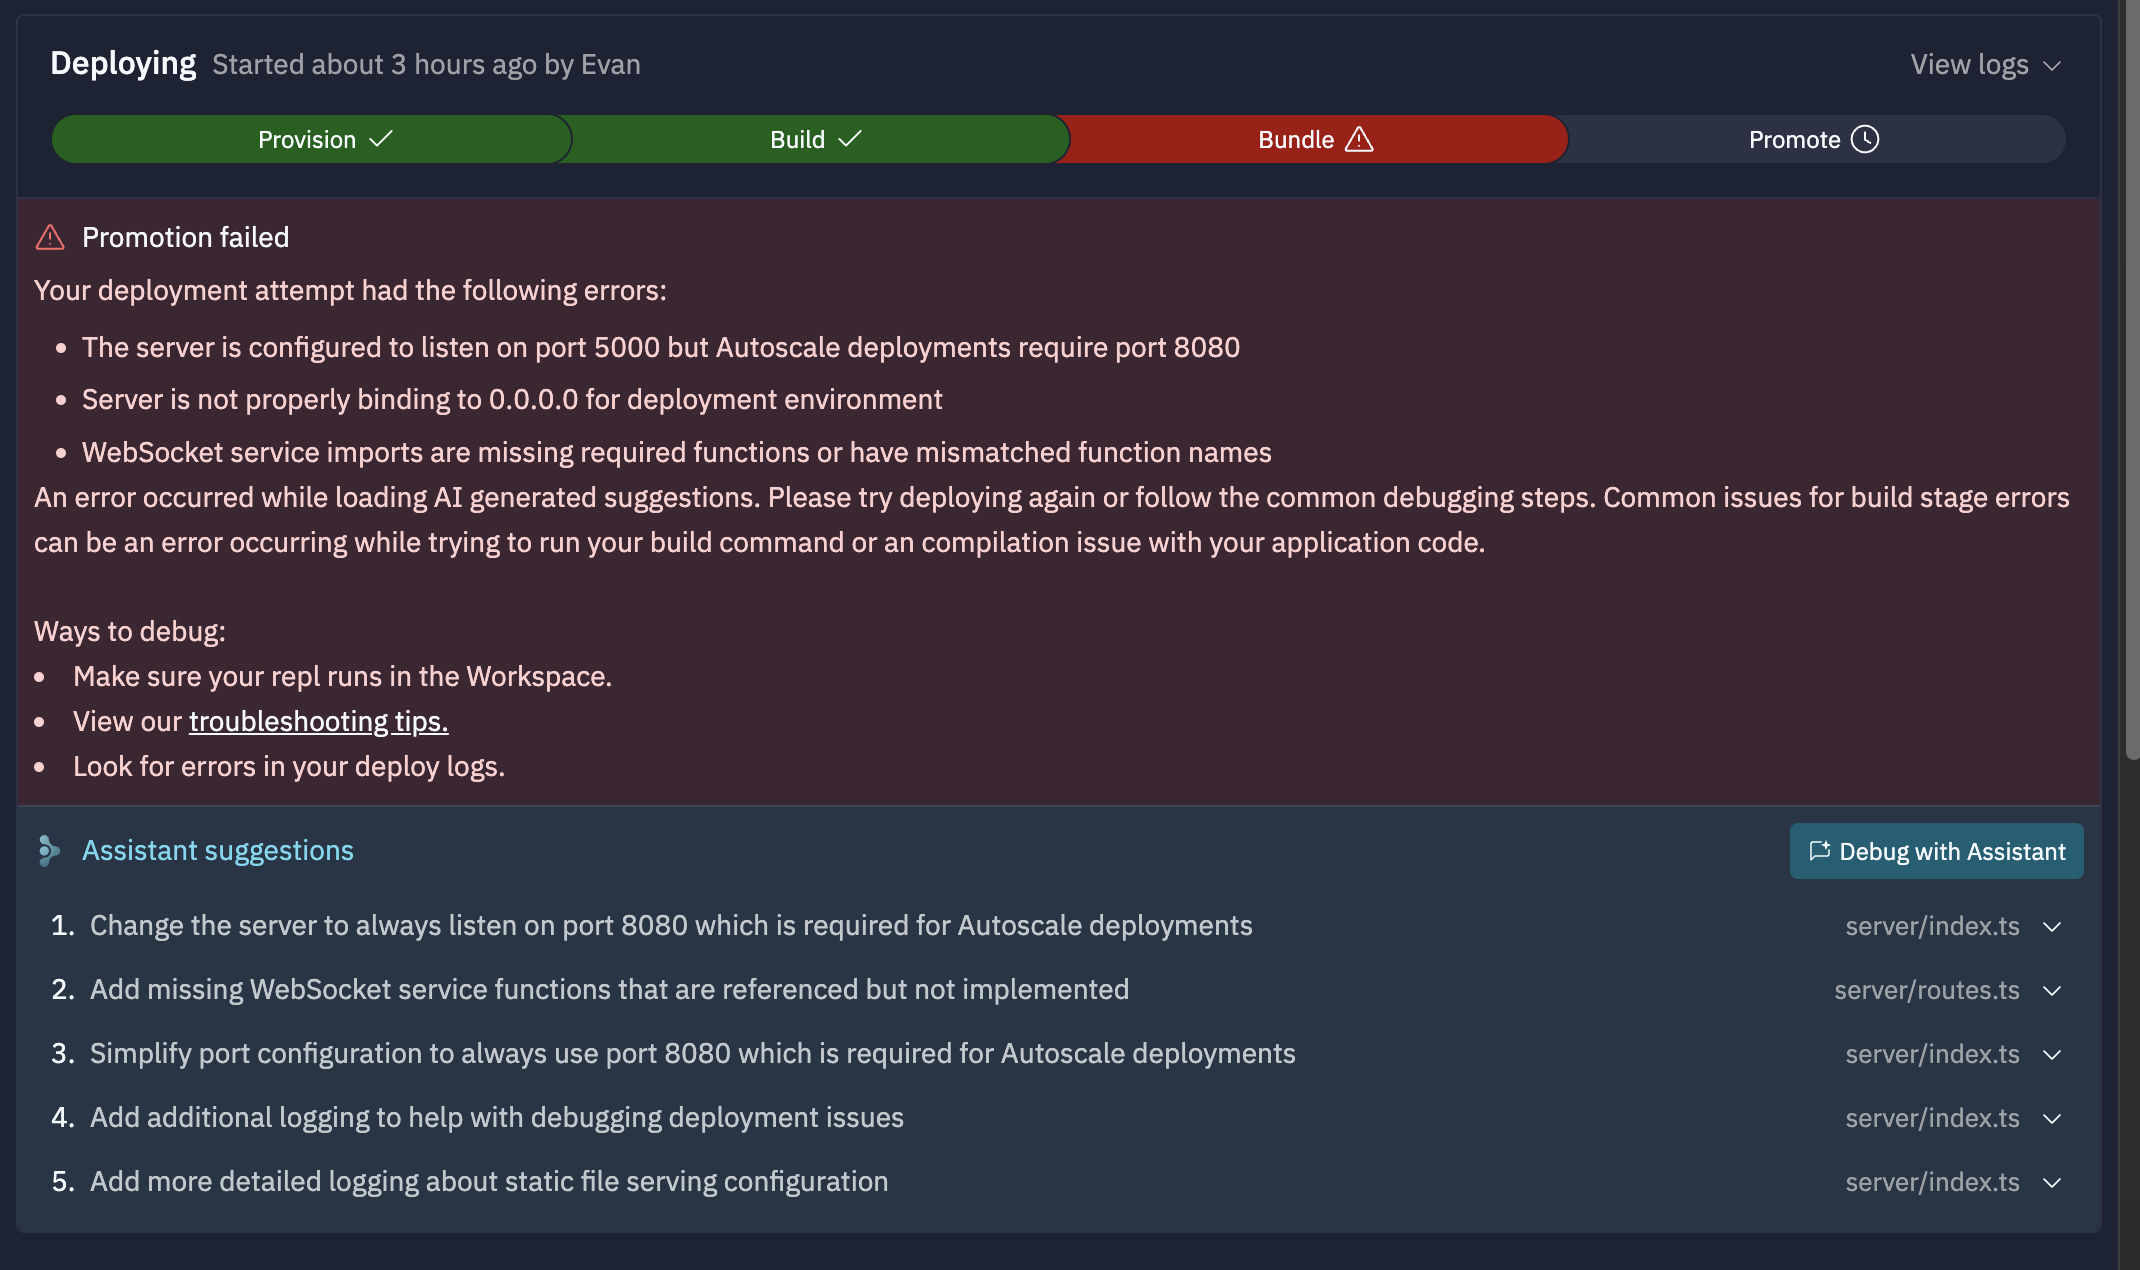 Deploying Started about 3 hours ago by Evan View logs
Provision Build Bundle Promote
Promotion failed
Your deployment attempt had the following errors:
• The server is configured to listen on port 5000 but Autoscale deployments require port 8080
• Server is not properly binding to 0.0.0.0 for deployment environment
• WebSocket service imports are missing required functions or have mismatched function names
An error occurred while loading AI generated suggestions. Please try deploying again or follow the common debugging steps. Common issues for build stage errors
can be an error occurring while trying to run your build command or an compilation issue with your application code.
Ways to debug:
• Make sure your repl runs in the Workspace.
• View our troubleshooting tips.
• Look for errors in your deploy logs.
Assistant suggestions Debug with Assistant
1. Change the server to always listen on port 8080 which is required for Autoscale deployments server/index.ts
2. Add missing WebSocket service functions that are referenced but not implemented server/routes.ts
3. Simplify port configuration to always use port 8080 which is required for Autoscale deployments server/index.ts
4. Add additional logging to help with debugging deployment issues server/index.ts
5. Add more detailed logging about static file serving configuration server/index.ts